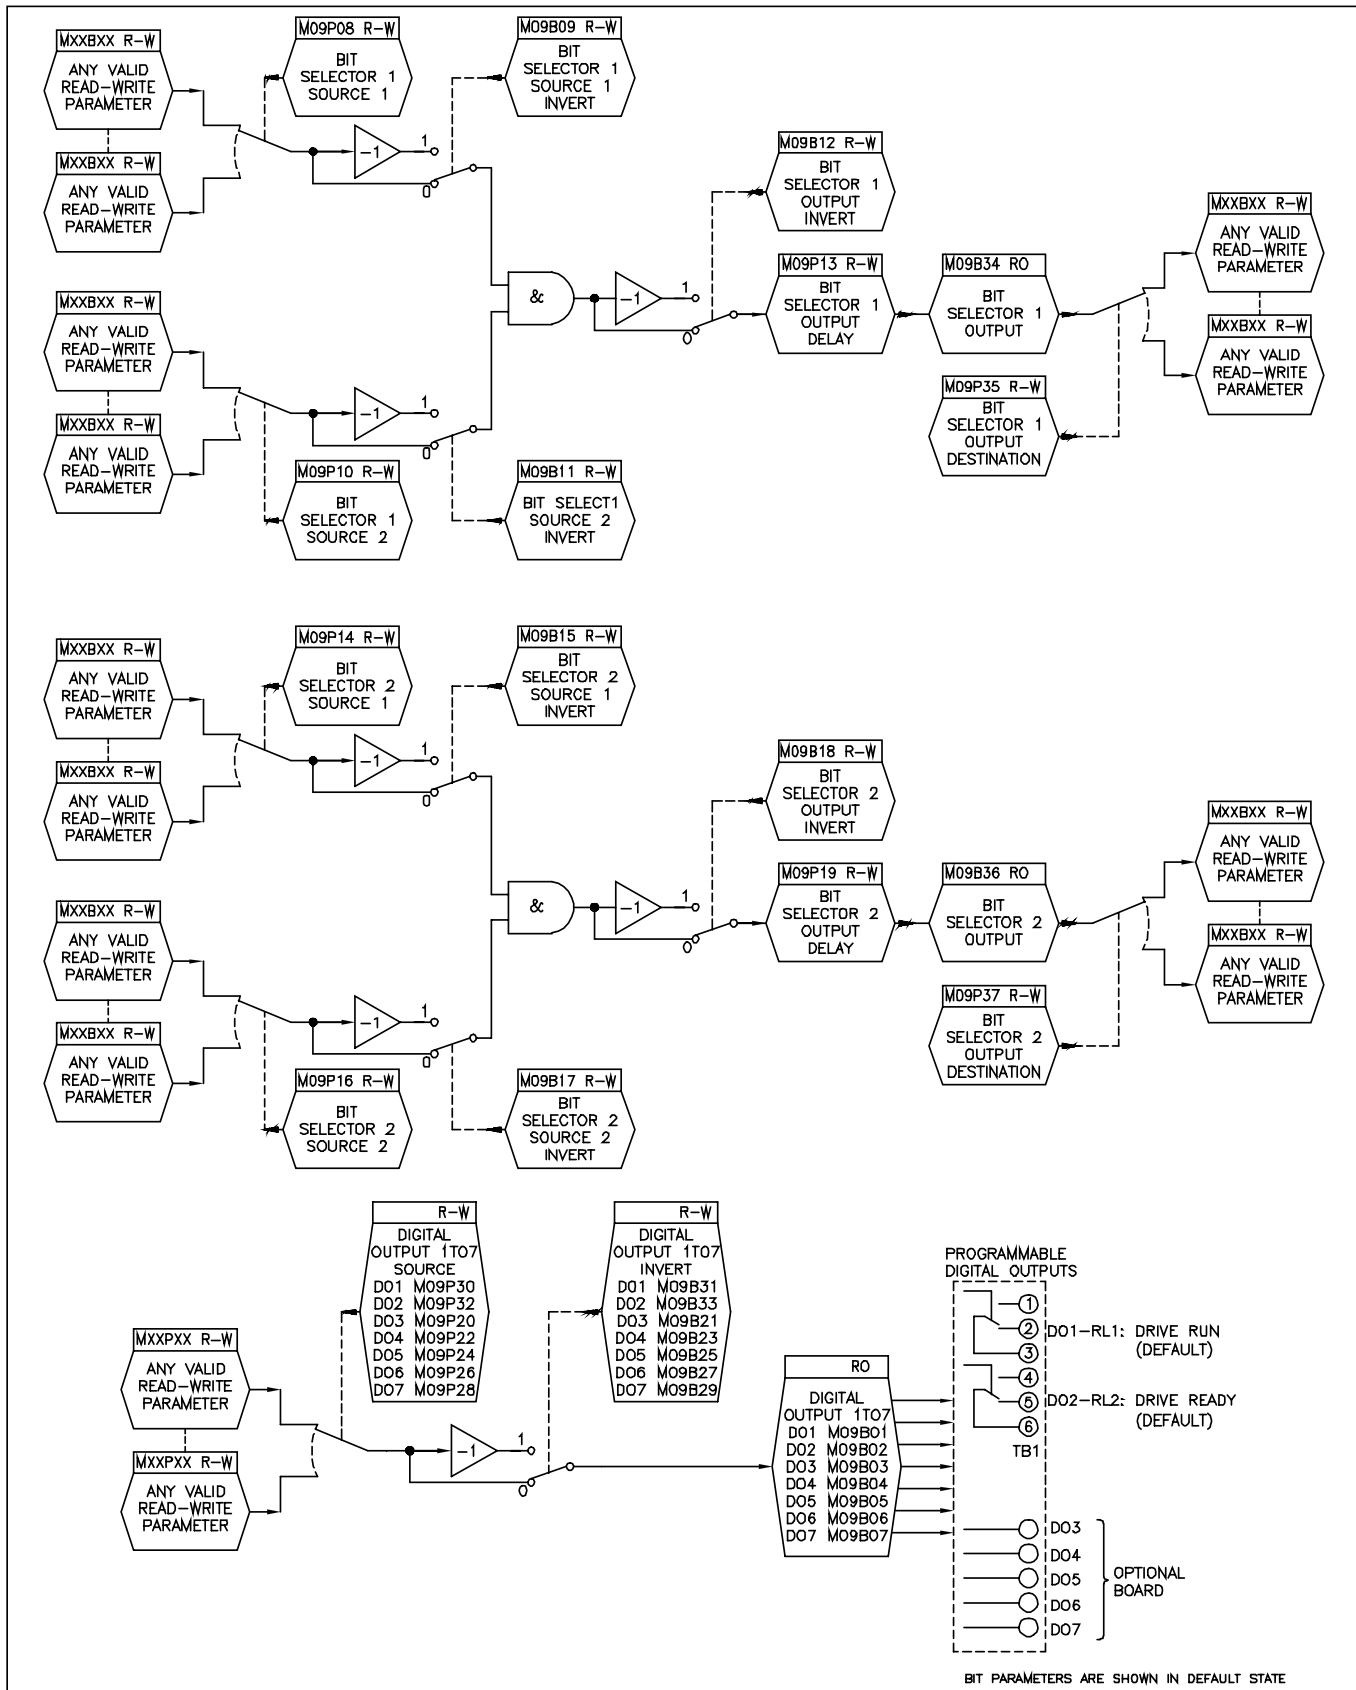 MXXBXX R-W
ANY VALID
READ-WRITE
PARAMETER
MXXBXX R-W
ANY VALID
READ-WRITE
PARAMETER
M09P08 R-W
BIT
SELECTOR 1
SOURCE 1
M09B09 R-W
BIT
SELECTOR 1
SOURCE 1
INVERT
-1
1
0
MXXBXX R-W
ANY VALID
READ-WRITE
PARAMETER
MXXBXX R-W
ANY VALID
READ-WRITE
PARAMETER
-1
1
0
M09P10 R-W
BIT
SELECTOR 1
SOURCE 2
M09B11 R-W
BIT SELECT1
SOURCE 2
INVERT
&
-1
1
0
M09B12 R-W
BIT
SELECTOR 1
OUTPUT
INVERT
M09P13 R-W
BIT
SELECTOR 1
OUTPUT
DELAY
M09B34 RO
BIT
SELECTOR 1
OUTPUT
M09P35 R-W
BIT
SELECTOR 1
OUTPUT
DESTINATION
MXXBXX R-W
ANY VALID
READ-WRITE
PARAMETER
MXXBXX R-W
ANY VALID
READ-WRITE
PARAMETER
MXXBXX R-W
ANY VALID
READ-WRITE
PARAMETER
MXXBXX R-W
ANY VALID
READ-WRITE
PARAMETER
M09P14 R-W
BIT
SELECTOR 2
SOURCE 1
M09B15 R-W
BIT
SELECTOR 2
SOURCE 1
INVERT
-1
1
0
MXXBXX R-W
ANY VALID
READ-WRITE
PARAMETER
MXXBXX R-W
ANY VALID
READ-WRITE
PARAMETER
-1
1
0
M09P16 R-W
BIT
SELECTOR 2
SOURCE 2
M09B17 R-W
BIT
SELECTOR 2
SOURCE 2
INVERT
&
-1
1
0
M09B18 R-W
BIT
SELECTOR 2
OUTPUT
INVERT
M09P19 R-W
BIT
SELECTOR 2
OUTPUT
DELAY
M09B36 RO
BIT
SELECTOR 2
OUTPUT
M09P37 R-W
BIT
SELECTOR 2
OUTPUT
DESTINATION
MXXBXX R-W
ANY VALID
READ-WRITE
PARAMETER
MXXBXX R-W
ANY VALID
READ-WRITE
PARAMETER
MXXPXX R-W
ANY VALID
READ-WRITE
PARAMETER
MXXPXX R-W
ANY VALID
READ-WRITE
PARAMETER
R-W
DIGITAL
OUTPUT 1TO7
SOURCE
DO1 M09P30
DO2 M09P32
DO3 M09P20
DO4 M09P22
DO5 M09P24
DO6 M09P26
DO7 M09P28
R-W
DIGITAL
OUTPUT 1TO7
INVERT
DO1 M09B31
DO2 M09B33
DO3 M09B21
DO4 M09B23
DO5 M09B25
DO6 M09B27
DO7 M09B29
-1
1
0
RO
DIGITAL
OUTPUT 1TO7
DO1 M09B01
DO2 M09B02
DO3 M09B03
DO4 M09B04
DO5 M09B05
DO6 M09B06
DO7 M09B07
PROGRAMMABLE
DIGITAL OUTPUTS
1
2 DO1-RL1: DRIVE RUN
(DEFAULT)
3
4
5 DO2-RL2: DRIVE READY
(DEFAULT)
6
TB1
DO3
DO4
DO5
DO6
DO7
OPTIONAL
BOARD
BIT PARAMETERS ARE SHOWN IN DEFAULT STATE